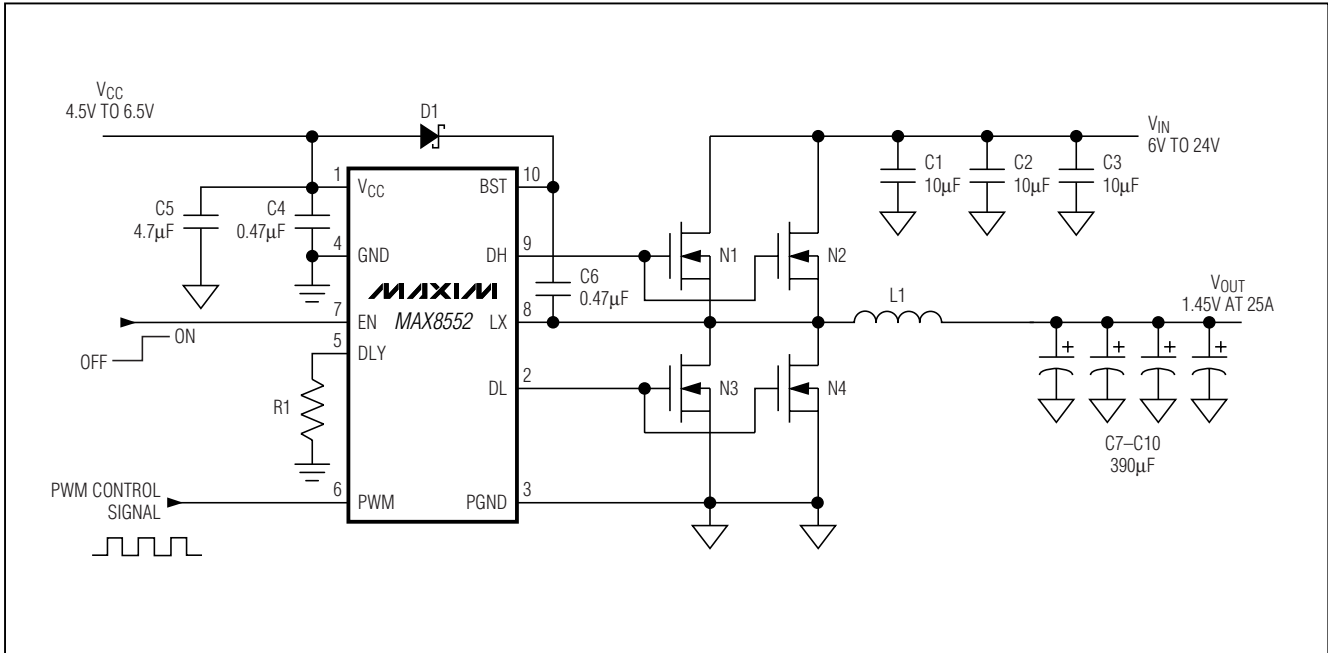 VCC
4.5V TO 6.5V
D1
VIN
6V TO 24V
C1
10µF
C2
10µF
C3
10µF
C5
4.7µF
C4
0.47µF
1
VCC
BST
10
4
GND
DH
9
N1
N2
MAXIM
MAX8552
C6
0.47µF
7
EN
LX
8
L1
VOUT
1.45V AT 25A
OFF
ON
5
DLY
DL
2
N3
N4
R1
+
+
+
+
C7–C10
390µF
PWM CONTROL
SIGNAL
6
PWM
PGND
3